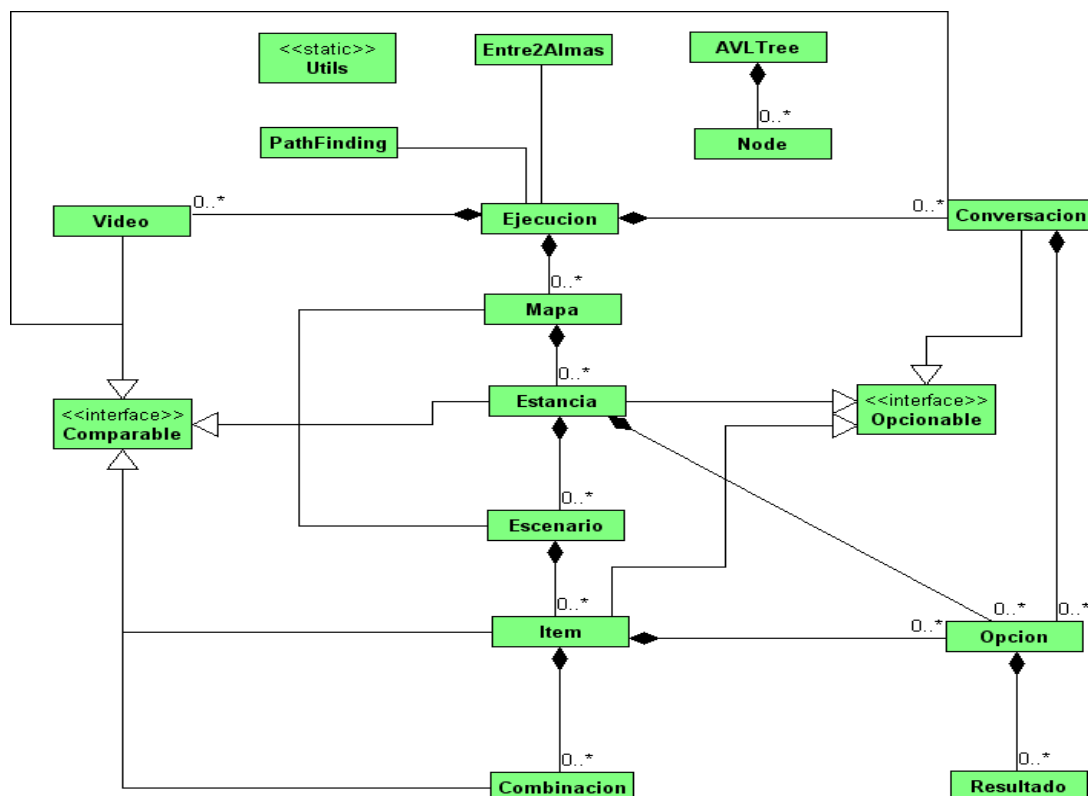 <<static>>
Utils
Entre2Almas
AVLTree
0..*
PathFinding
Node
0..*
Video
Ejecucion
0..*
Conversacion
0..*
Mapa
0..*
<<interface>>
Comparable
Estancia
<<interface>>
Opcionable
0..*
Escenario
0..*
0..*
0..*
Item
0..*
Opcion
0..*
0..*
Combinacion
Resultado